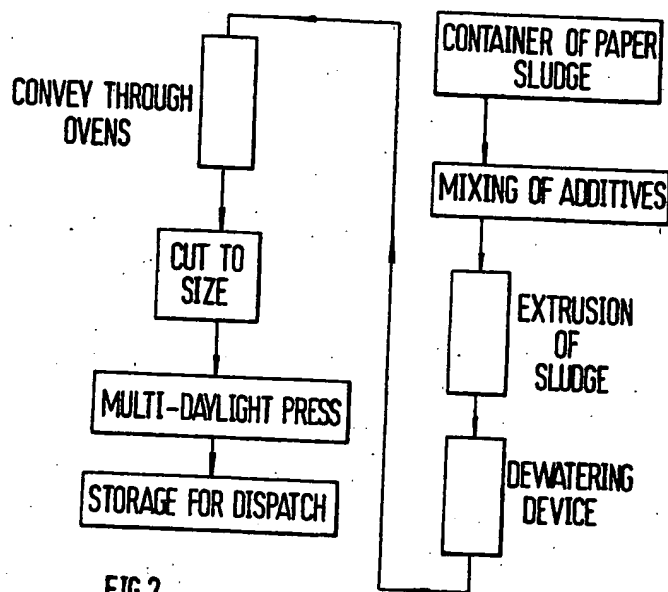 CONTAINER OF PAPER
SLUDGE
MIXING OF ADDITIVES
EXTRUSION
OF
SLUDGE
DEWATERING
DEVICE
CONVEY THROUGH
OVENS
CUT TO
SIZE
MULTI-DAYLIGHT PRESS
STORAGE FOR DISPATCH
FIG.2